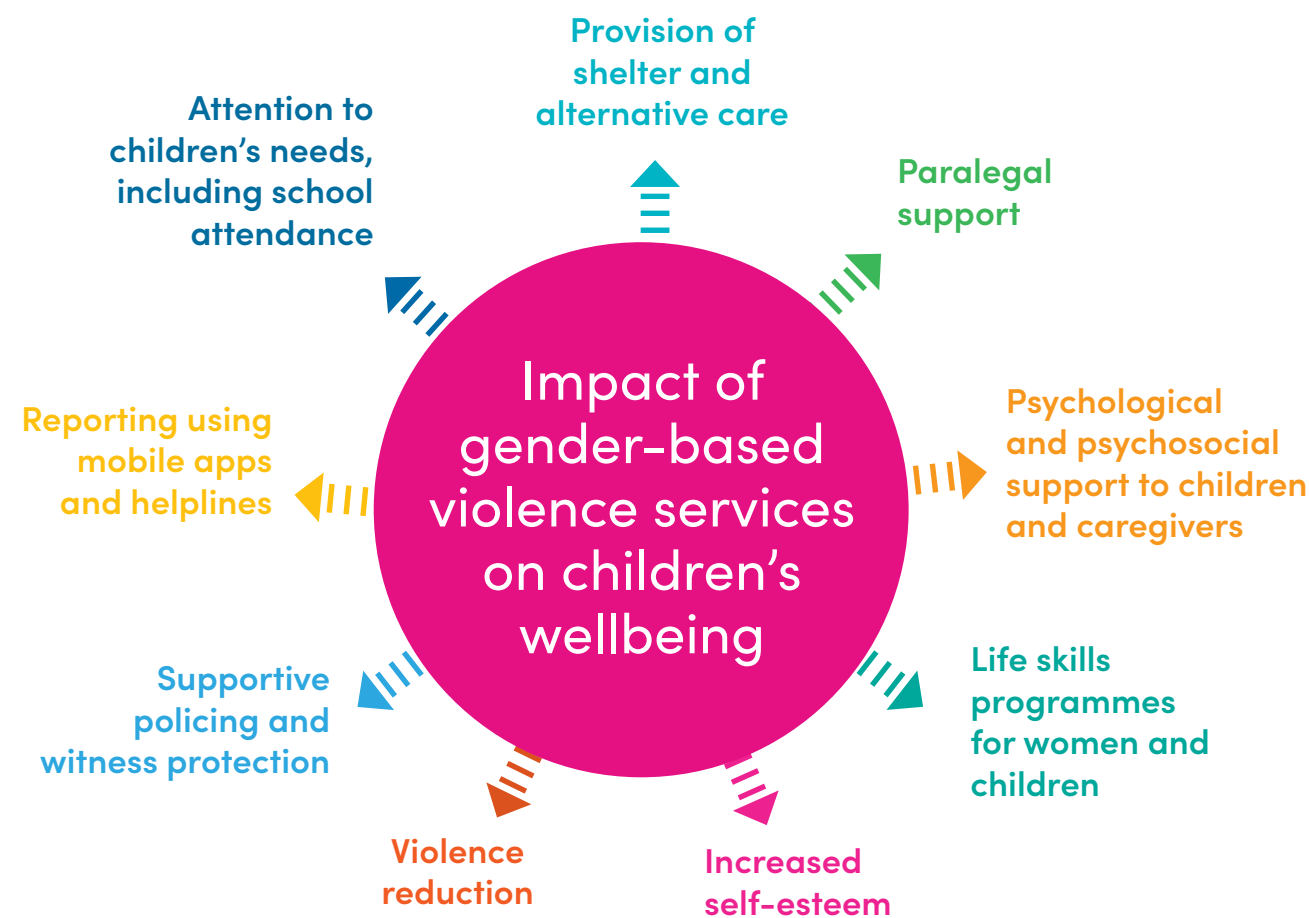 Provision of
shelter and
alternative care
Paralegal
support
Psychological
and psychosocial
support to children
and caregivers
Life skills
programmes
for women and
children
Increased
self-esteem
Violence
reduction
Supportive
policing and
witness protection
Reporting using
mobile apps
and helplines
Attention to
children’s needs,
including school
attendance
Impact of
gender-based
violence services
on children’s
wellbeing